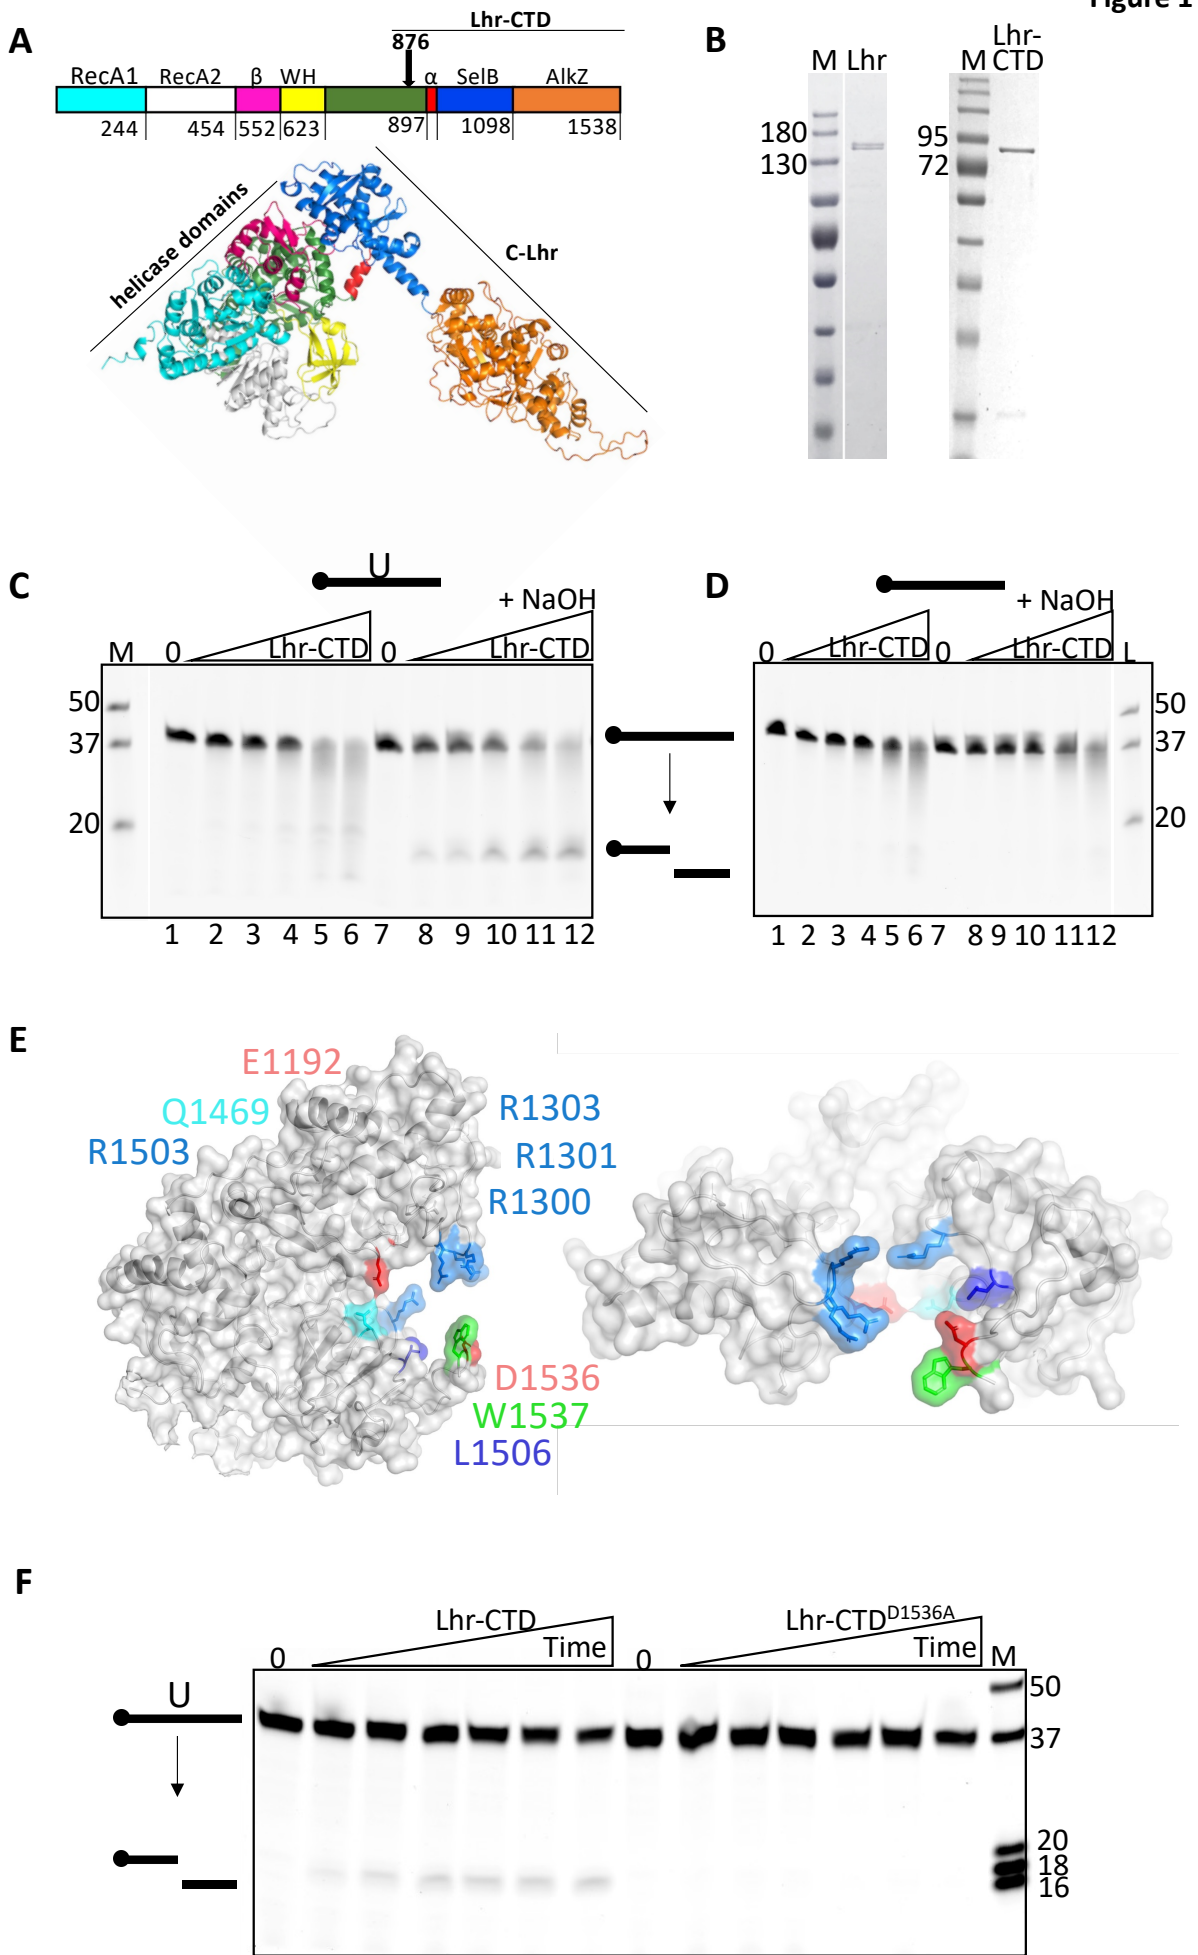 Figure 1
A
Lhr-CTD
876
RecA1 RecA2 β WH α SelB AlkZ
244 454 552 623 897 1098 1538
helicase domains
C-Lhr
B
M Lhr
180
130
M Lhr-
CTD
95
72
C
U
+ NaOH
M 0 Lhr-CTD 0 Lhr-CTD
50
37
20
1 2 3 4 5 6 7 8 9 10 11 12
D
+ NaOH
0 Lhr-CTD 0 Lhr-CTD L
50
37
20
1 2 3 4 5 6 7 8 9 10 11 12
E
E1192
Q1469
R1503
R1303
R1301
R1300
D1536
W1537
L1506
F
Lhr-CTD Lhr-CTD^D1536A
0 Time 0 Time M
U
50
37
20
18
16